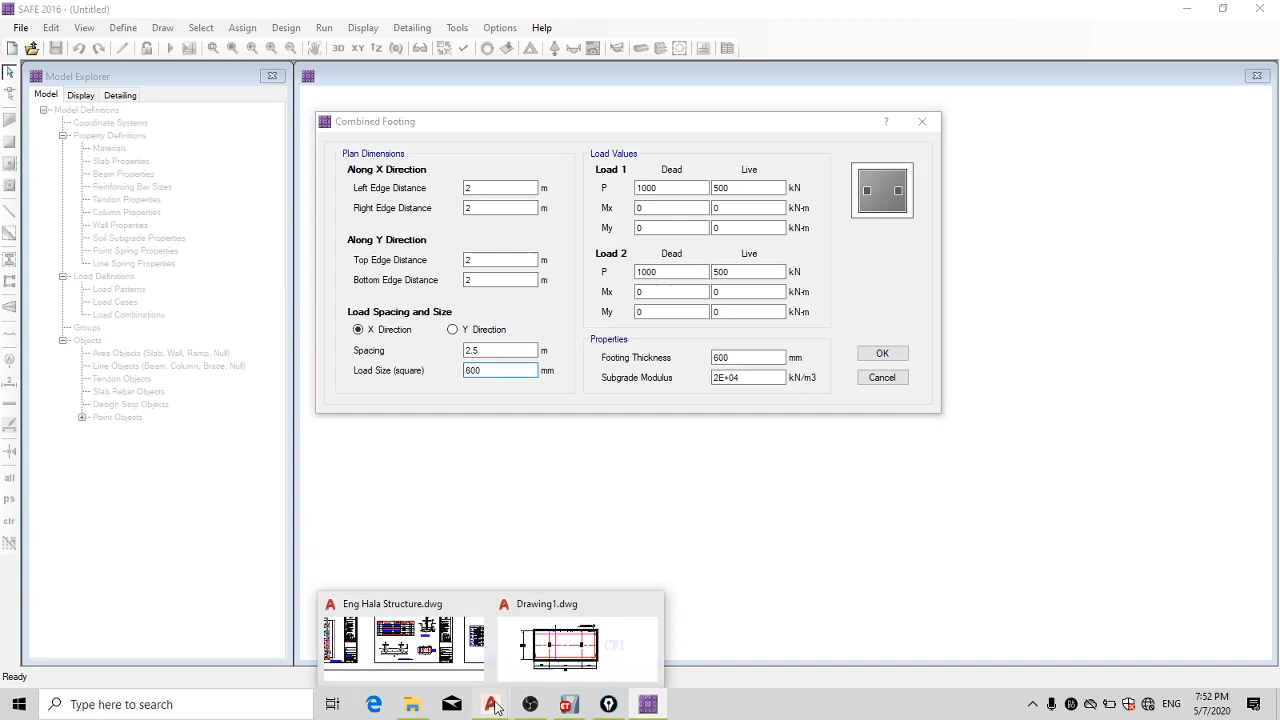 SAFE 2016 - (Untitled)
File Edit View Define Draw Select Assign Design Run Display Detailing Tools Options Help
3D XY
Model Explorer
Model Display Detailing
Model Definitions
Coordinate Systems
Property Definitions
Materials
Slab Properties
Beam Properties
Reinforcing Bar Sizes
Tendon Properties
Column Properties
Wall Properties
Soil Subgrade Properties
Point Spring Properties
Line Spring Properties
Load Definitions
Load Patterns
Load Cases
Load Combinations
Groups
Objects
Area Objects (Slab, Wall, Ramp, Null)
Line Objects (Beam, Column, Brace, Null)
Tendon Objects
Slab Rebar Objects
Design Strip Objects
Point Objects
all
ps
clr
Combined Footing
?
Plan Dimensions
Along X Direction
Left Edge Distance 2 m
Right Edge Distance 2 m
Along Y Direction
Top Edge Distance 2 m
Bottom Edge Distance 2 m
Load Spacing and Size
X Direction Y Direction
Spacing 2.5 m
Load Size (square) 600 mm
Load Values
Load 1 Dead Live
P 1000 500 kN
Mx 0 0 kN-m
My 0 0 kN-m
Load 2 Dead Live
P 1000 500 kN
Mx 0 0 kN-m
My 0 0 kN-m
Properties
Footing Thickness 600 mm
Subgrade Modulus 2E+04 kN/m3
OK
Cancel
Eng Hala Structure.dwg
Drawing1.dwg
Ready
Type here to search
ENG
7:52 PM
5/7/2020